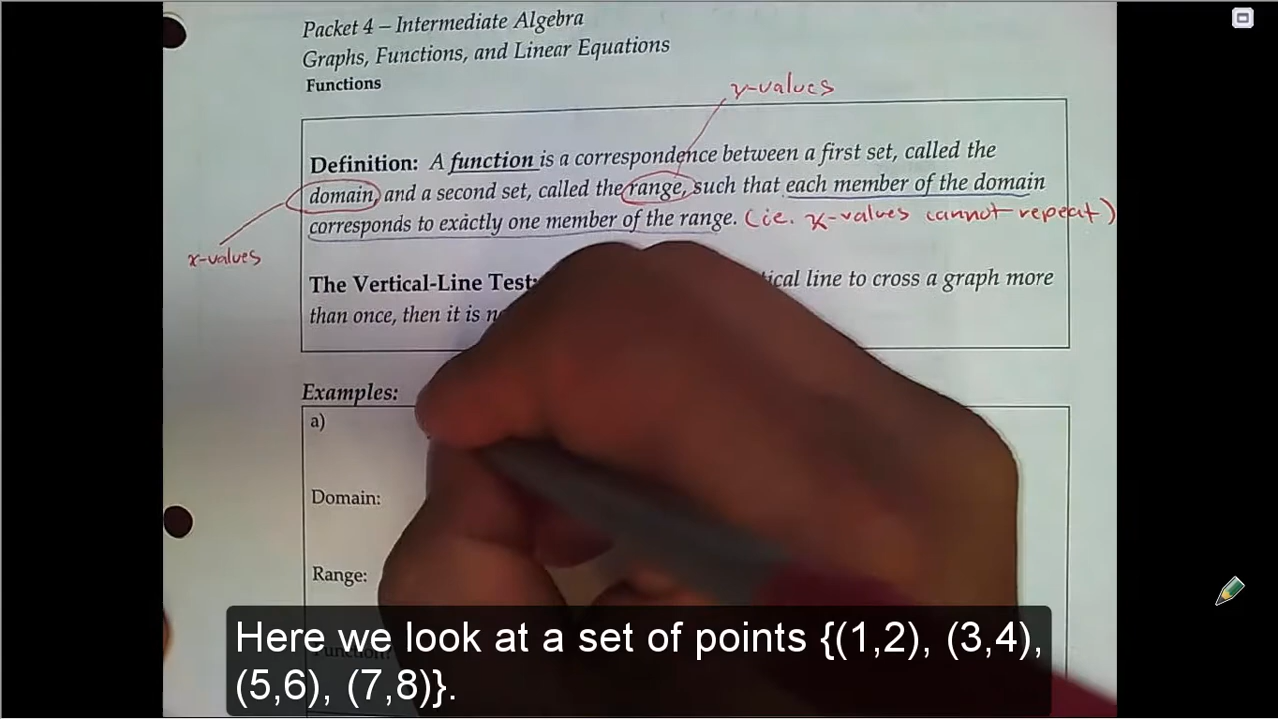 Packet 4 – Intermediate Algebra
Graphs, Functions, and Linear Equations
Functions
y-values
Definition: A function is a correspondence between a first set, called the
domain, and a second set, called the range, such that each member of the domain
corresponds to exactly one member of the range. (ie. x-values cannot repeat)
x-values
The Vertical-Line Test: line to cross a graph more
than once, then it is
Examples:
a)
Domain:
Range:
Function
Here we look at a set of points {(1,2), (3,4),
(5,6), (7,8)}.